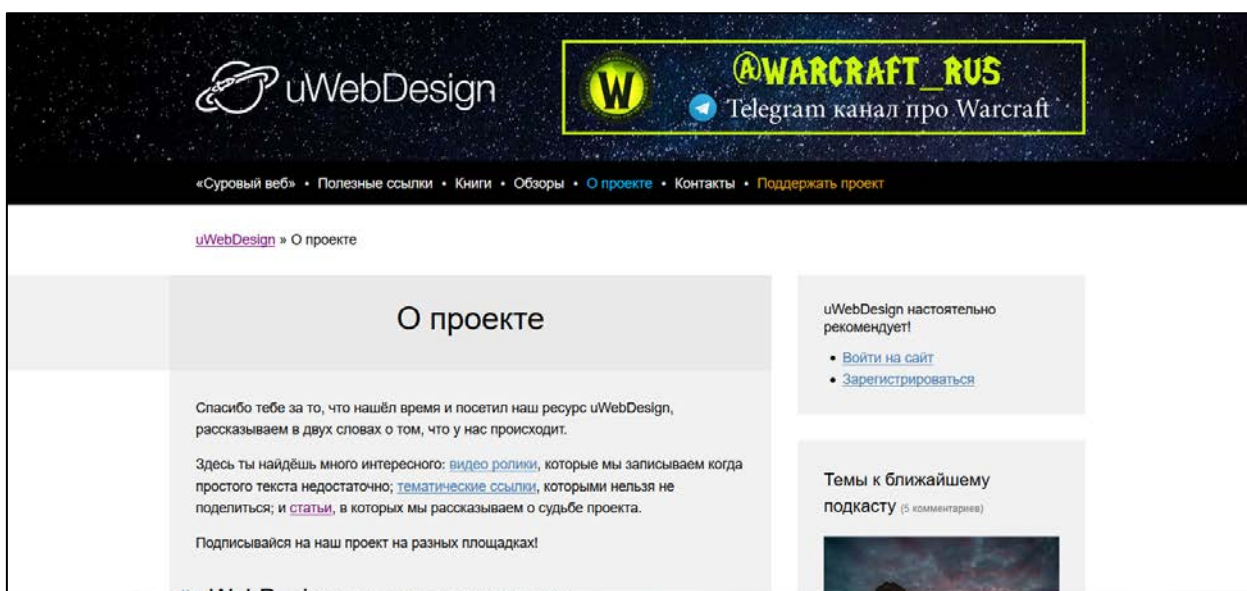 uWebDesign
W
@WARCRAFT_RUS
Telegram канал про Warcraft
«Суровый веб» • Полезные ссылки • Книги • Обзоры • О проекте • Контакты • Поддержать проект
uWebDesign » О проекте
О проекте
Спасибо тебе за то, что нашёл время и посетил наш ресурс uWebDesign,
рассказываем в двух словах о том, что у нас происходит.
Здесь ты найдёшь много интересного: видео ролики, которые мы записываем когда
простого текста недостаточно; тематические ссылки, которыми нельзя не
поделиться; и статьи, в которых мы рассказываем о судьбе проекта.
Подписывайся на наш проект на разных площадках!
uWebDesign настоятельно
рекомендует!
• Войти на сайт
• Зарегистрироваться
Темы к ближайшему
подкасту (5 комментариев)